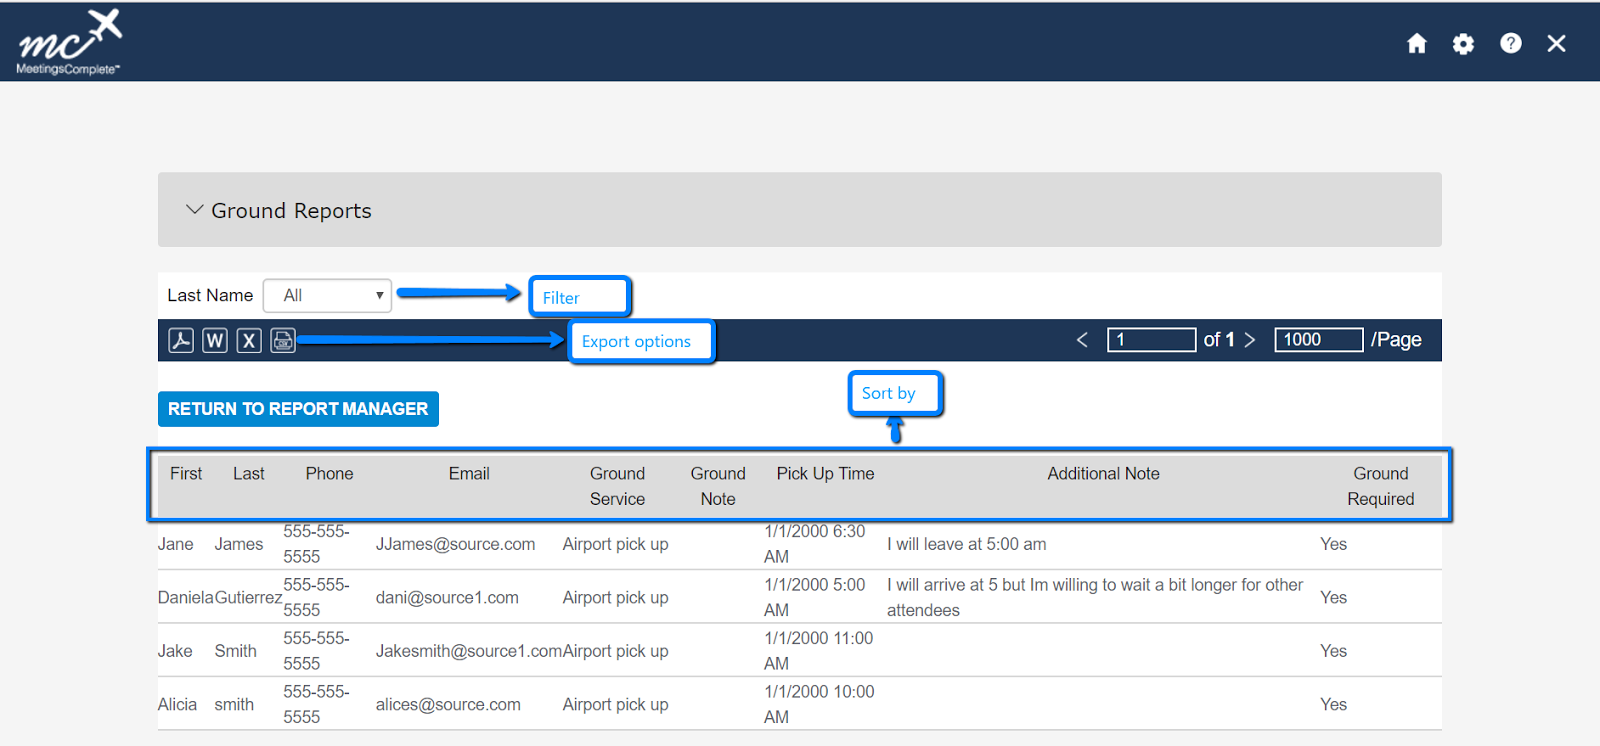 mc
MeetingsComplete™
Ground Reports
Last Name All Filter
W X Export options 1 of 1 1000 /Page
Sort by
RETURN TO REPORT MANAGER
First Last Phone Email Ground Service Ground Note Pick Up Time Additional Note Ground Required
Jane James 555-555-5555 JJames@source.com Airport pick up 1/1/2000 6:30 AM I will leave at 5:00 am Yes
Daniela Gutierrez 555-555-5555 dani@source1.com Airport pick up 1/1/2000 5:00 AM I will arrive at 5 but Im willing to wait a bit longer for other attendees Yes
Jake Smith 555-555-5555 Jakesmith@source1.com Airport pick up 1/1/2000 11:00 AM Yes
Alicia smith 555-555-5555 alices@source.com Airport pick up 1/1/2000 10:00 AM Yes